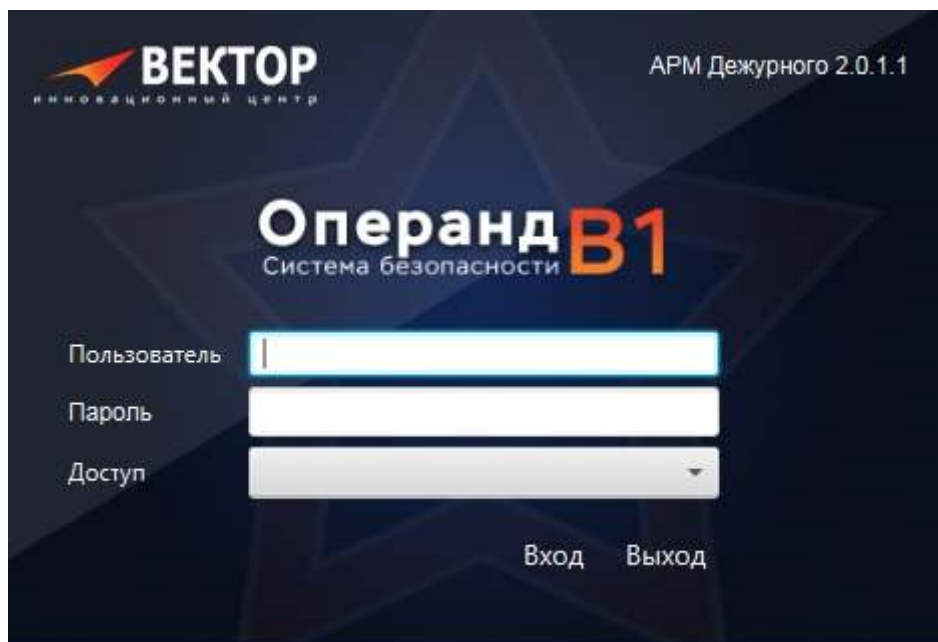 ВЕКТОР
инновационный центр
АРМ Дежурного 2.0.1.1
Операнд В1
Система безопасности
Пользователь
Пароль
Доступ
Вход Выход